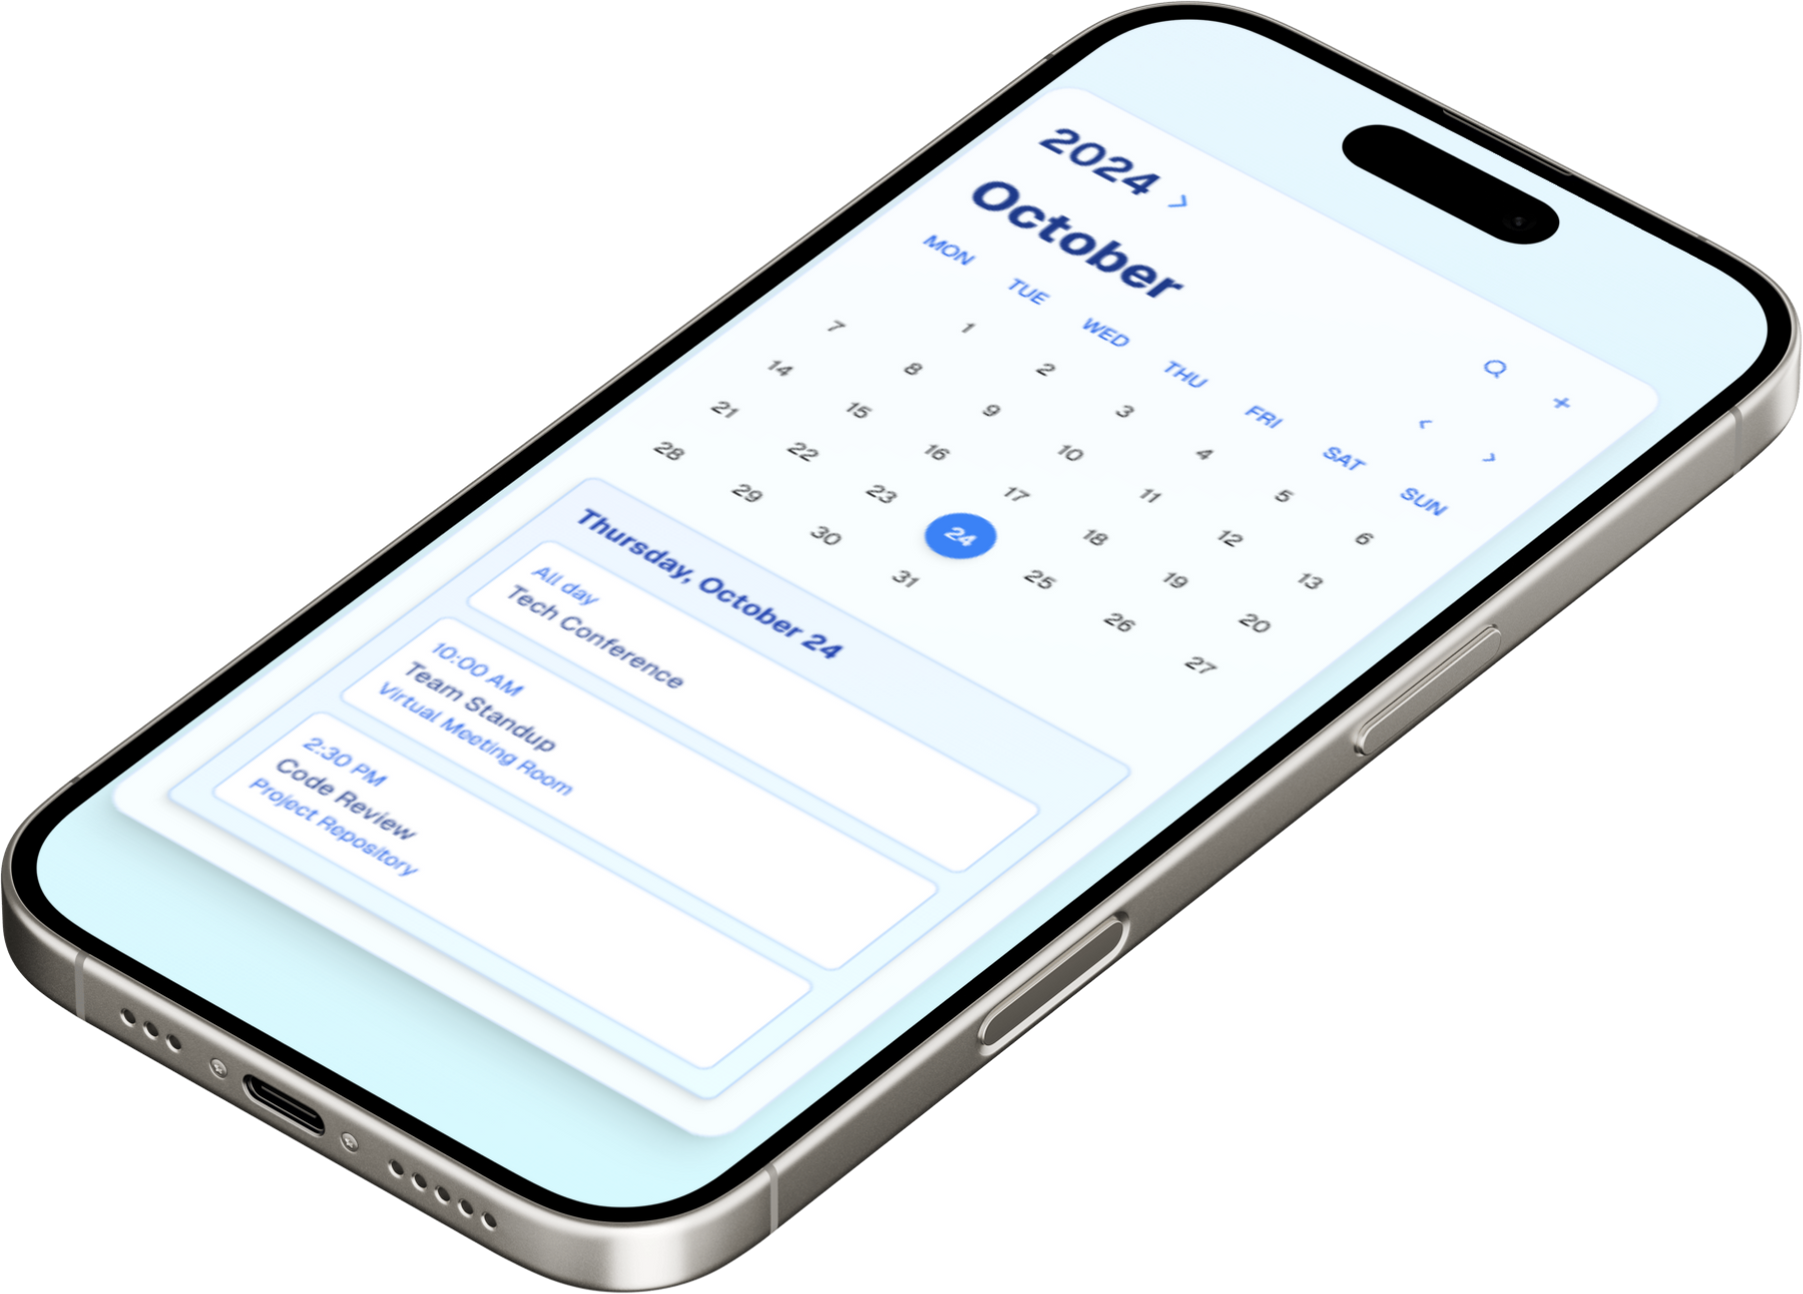 2024 >
October
< >
MON TUE WED THU FRI SAT SUN
1 2 3 4 5 6
7 8 9 10 11 12 13
14 15 16 17 18 19 20
21 22 23 24 25 26 27
28 29 30 31
Thursday, October 24
All day
Tech Conference
10:00 AM
Team Standup
Virtual Meeting Room
2:30 PM
Code Review
Project Repository